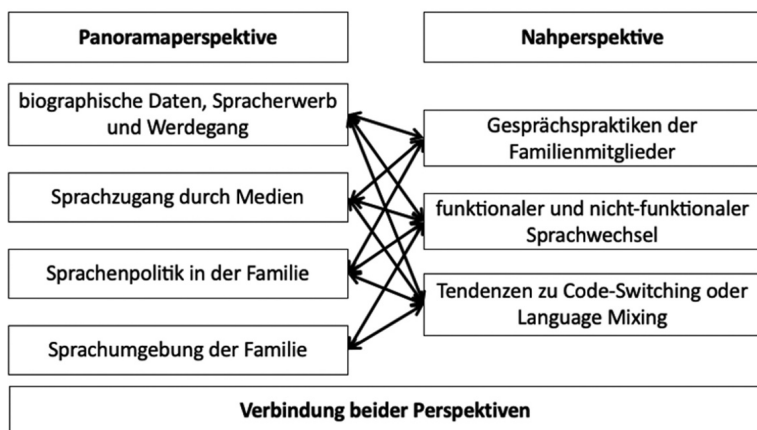 Panoramaperspektive
biographische Daten, Spracherwerb
und Werdegang
Sprachzugang durch Medien
Sprachenpolitik in der Familie
Sprachumgebung der Familie
Nahperspektive
Gesprächspraktiken der
Familienmitglieder
funktionaler und nicht-funktionaler
Sprachwechsel
Tendenzen zu Code-Switching oder
Language Mixing
Verbindung beider Perspektiven